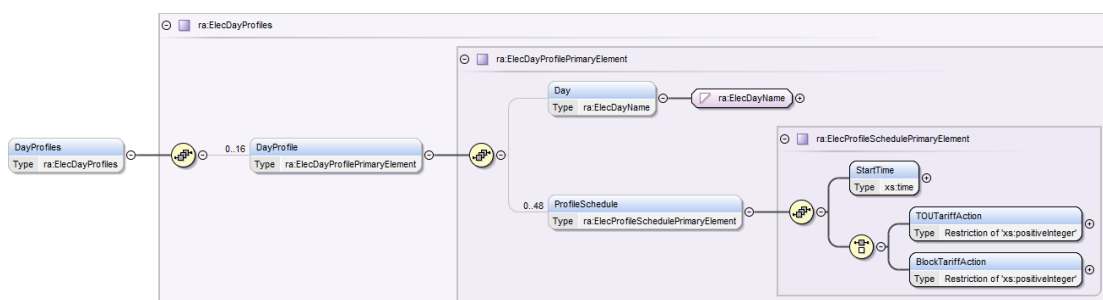 ra:ElecDayProfiles
ra:ElecDayProfilePrimaryElement
Day
Type ra:ElecDayName
ra:ElecDayName
ra:ElecProfileSchedulePrimaryElement
DayProfiles
Type ra:ElecDayProfiles
0..16
DayProfile
Type ra:ElecDayProfilePrimaryElement
StartTime
Type xs:time
0..48
ProfileSchedule
Type ra:ElecProfileSchedulePrimaryElement
TOUTariffAction
Type Restriction of 'xs:positiveInteger'
BlockTariffAction
Type Restriction of 'xs:positiveInteger'